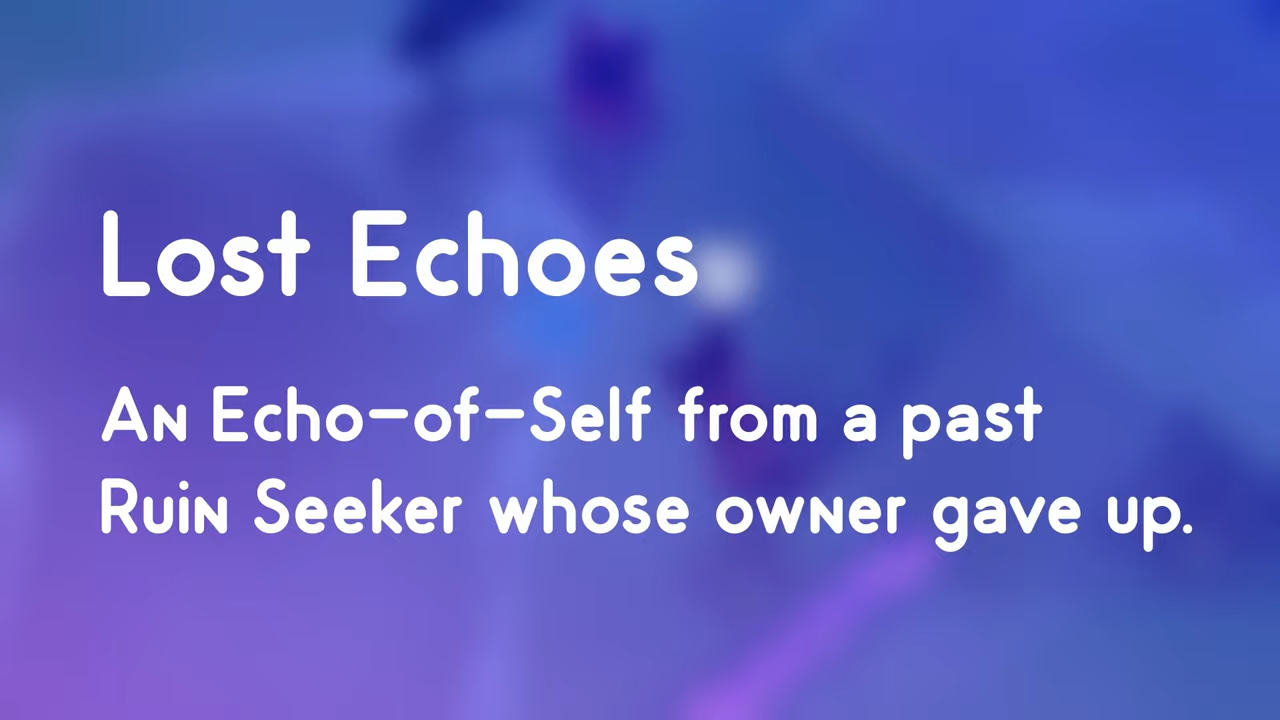 Lost Echoes
An Echo-of-Self from a past
Ruin Seeker whose owner gave up.